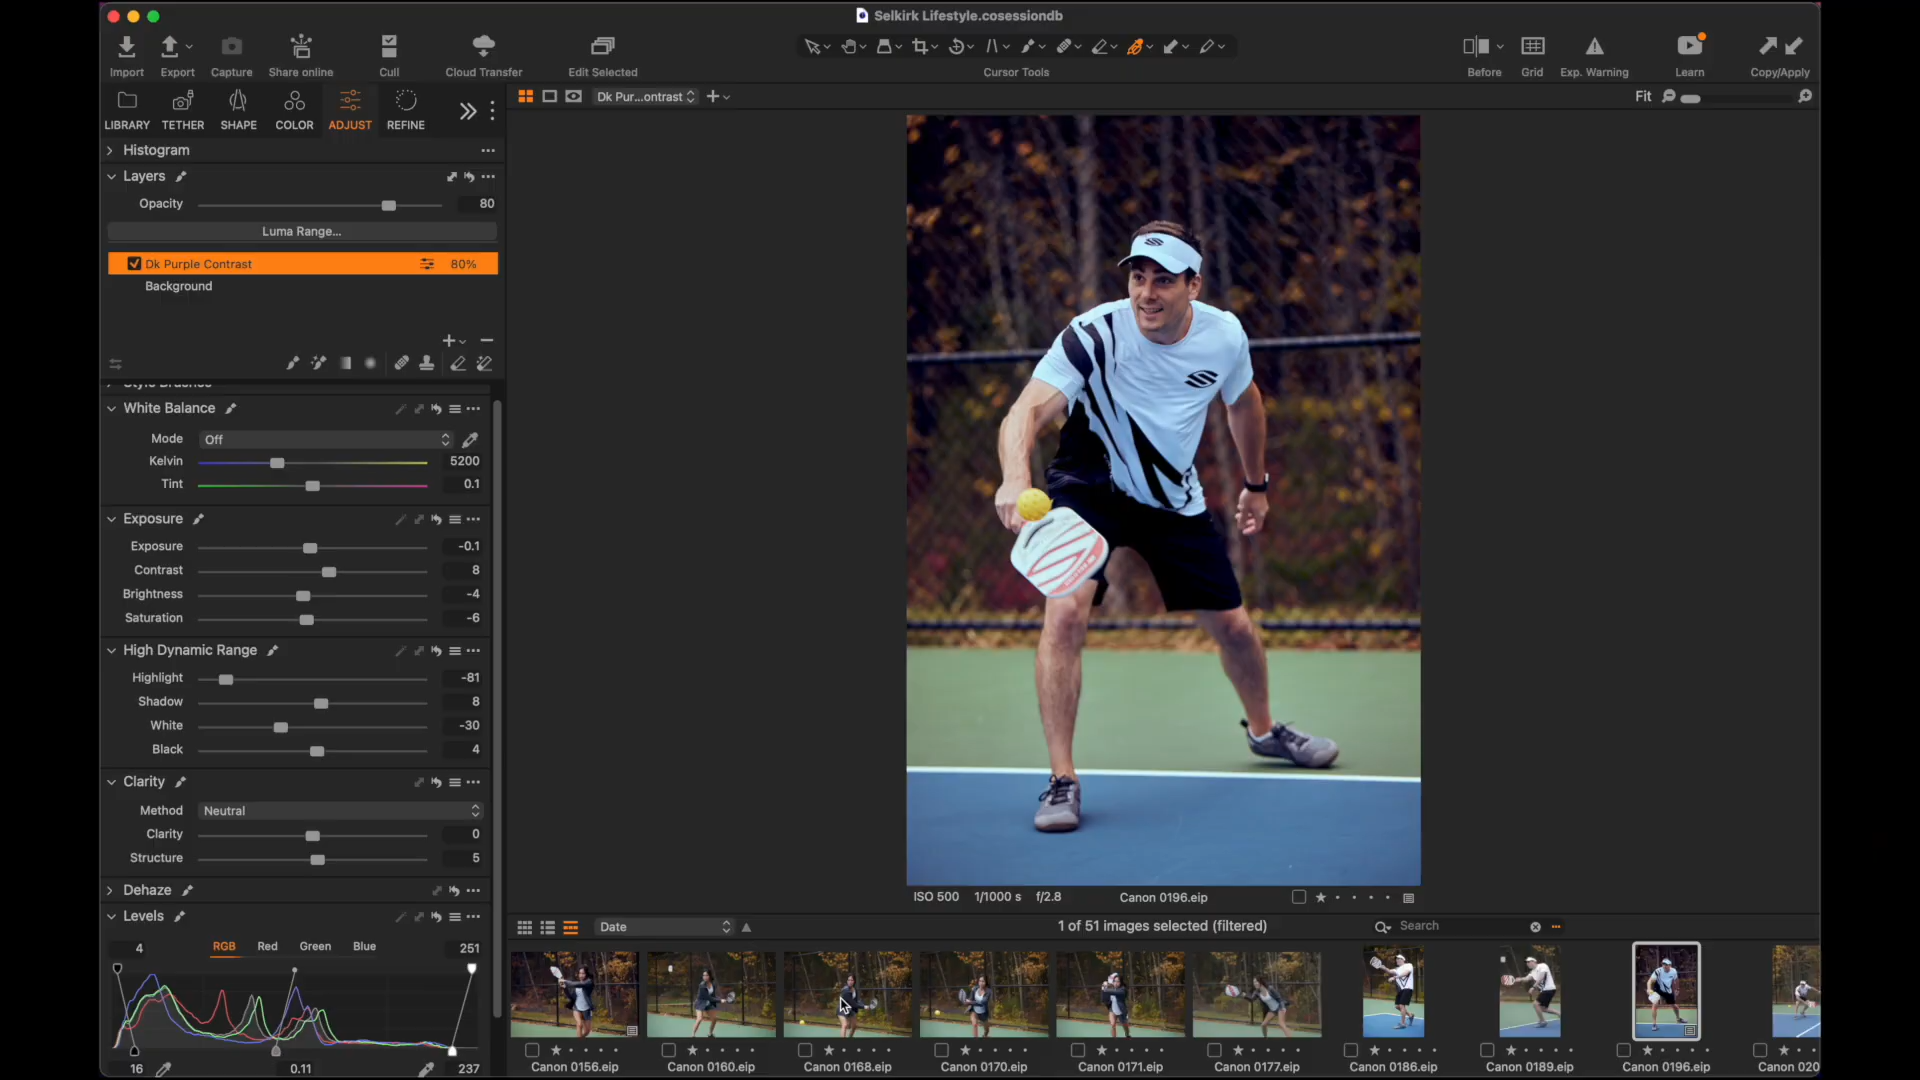 Selkirk Lifestyle.cosessiondb
Import Export Capture Share online Cull Cloud Transfer Edit Selected Cursor Tools Before Grid Exp. Warning Learn Copy/Apply
LIBRARY TETHER SHAPE COLOR ADJUST REFINE
Dk Pur...ontrast
Fit
Histogram
Layers
Opacity 80
Luma Range...
Dk Purple Contrast 80%
Background
White Balance
Mode Off
Kelvin 5200
Tint 0.1
Exposure
Exposure -0.1
Contrast 8
Brightness -4
Saturation -6
High Dynamic Range
Highlight -81
Shadow 8
White -30
Black 4
Clarity
Method Neutral
Clarity 0
Structure 5
Dehaze
Levels
4 RGB Red Green Blue 251
16 0.11 237
ISO 500 1/1000 s f/2.8 Canon 0196.eip
Date 1 of 51 images selected (filtered) Search
Canon 0156.eip Canon 0160.eip Canon 0168.eip Canon 0170.eip Canon 0171.eip Canon 0177.eip Canon 0186.eip Canon 0189.eip Canon 0196.eip Canon 020